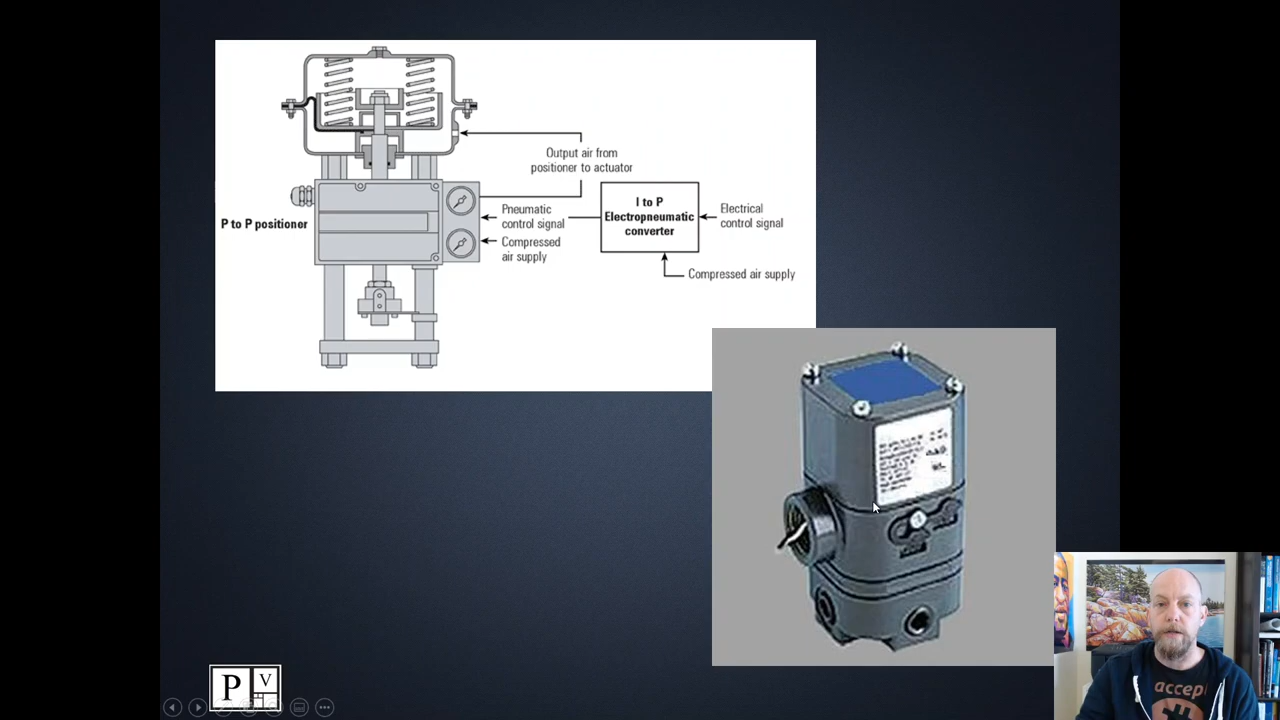 Output air from
positioner to actuator
P to P positioner
Pneumatic
control signal
Compressed
air supply
I to P
Electropneumatic
converter
Electrical
control signal
Compressed air supply
P V
accep